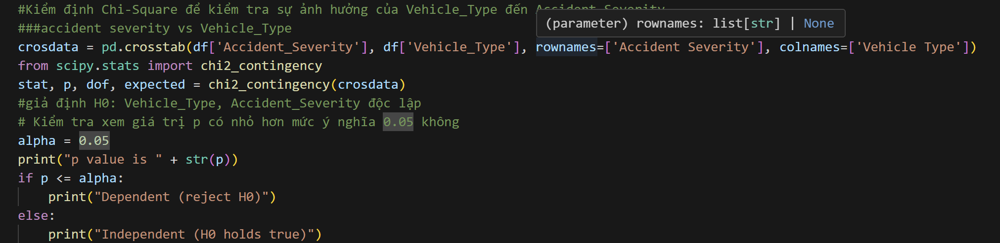 #Kiểm định Chi-Square để kiểm tra sự ảnh hưởng của Vehicle_Type đến Accident_Severity
(parameter) rownames: list[str] | None
###accident severity vs Vehicle_Type
crosdata = pd.crosstab(df['Accident_Severity'], df['Vehicle_Type'], rownames=['Accident Severity'], colnames=['Vehicle Type'])
from scipy.stats import chi2_contingency
stat, p, dof, expected = chi2_contingency(crosdata)
#giả định H0: Vehicle_Type, Accident_Severity độc lập
# Kiểm tra xem giá trị p có nhỏ hơn mức ý nghĩa 0.05 không
alpha = 0.05
print("p value is " + str(p))
if p <= alpha:
    print("Dependent (reject H0)")
else:
    print("Independent (H0 holds true)")